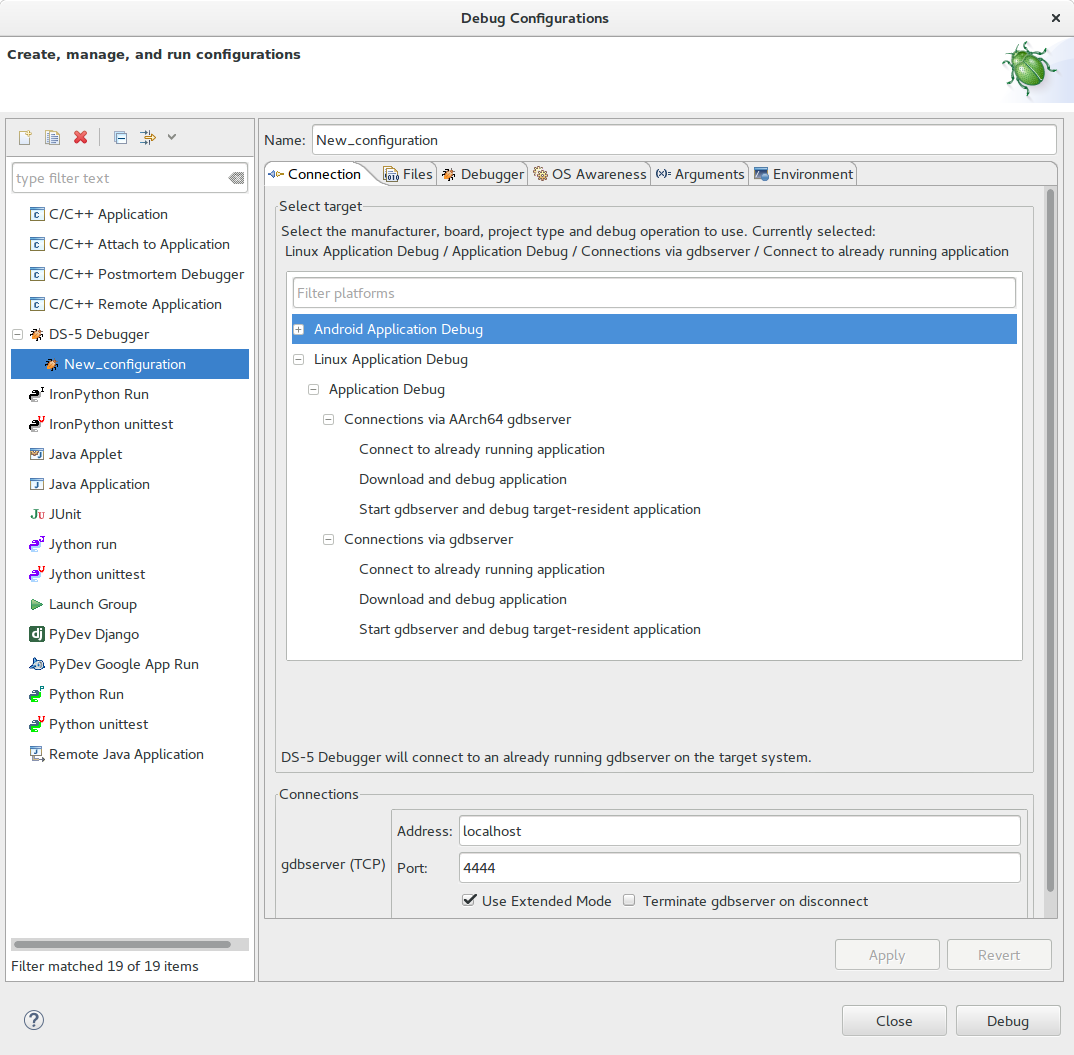 Debug Configurations
Create, manage, and run configurations
type filter text
C/C++ Application
C/C++ Attach to Application
C/C++ Postmortem Debugger
C/C++ Remote Application
DS-5 Debugger
New_configuration
IronPython Run
IronPython unittest
Java Applet
Java Application
JUnit
Jython run
Jython unittest
Launch Group
PyDev Django
PyDev Google App Run
Python Run
Python unittest
Remote Java Application
Filter matched 19 of 19 items
Name: New_configuration
Connection Files Debugger OS Awareness Arguments Environment
Select target
Select the manufacturer, board, project type and debug operation to use. Currently selected:
Linux Application Debug / Application Debug / Connections via gdbserver / Connect to already running application
Filter platforms
Android Application Debug
Linux Application Debug
Application Debug
Connections via AArch64 gdbserver
Connect to already running application
Download and debug application
Start gdbserver and debug target-resident application
Connections via gdbserver
Connect to already running application
Download and debug application
Start gdbserver and debug target-resident application
DS-5 Debugger will connect to an already running gdbserver on the target system.
Connections
gdbserver (TCP)
Address: localhost
Port: 4444
Use Extended Mode Terminate gdbserver on disconnect
Apply Revert
Close Debug